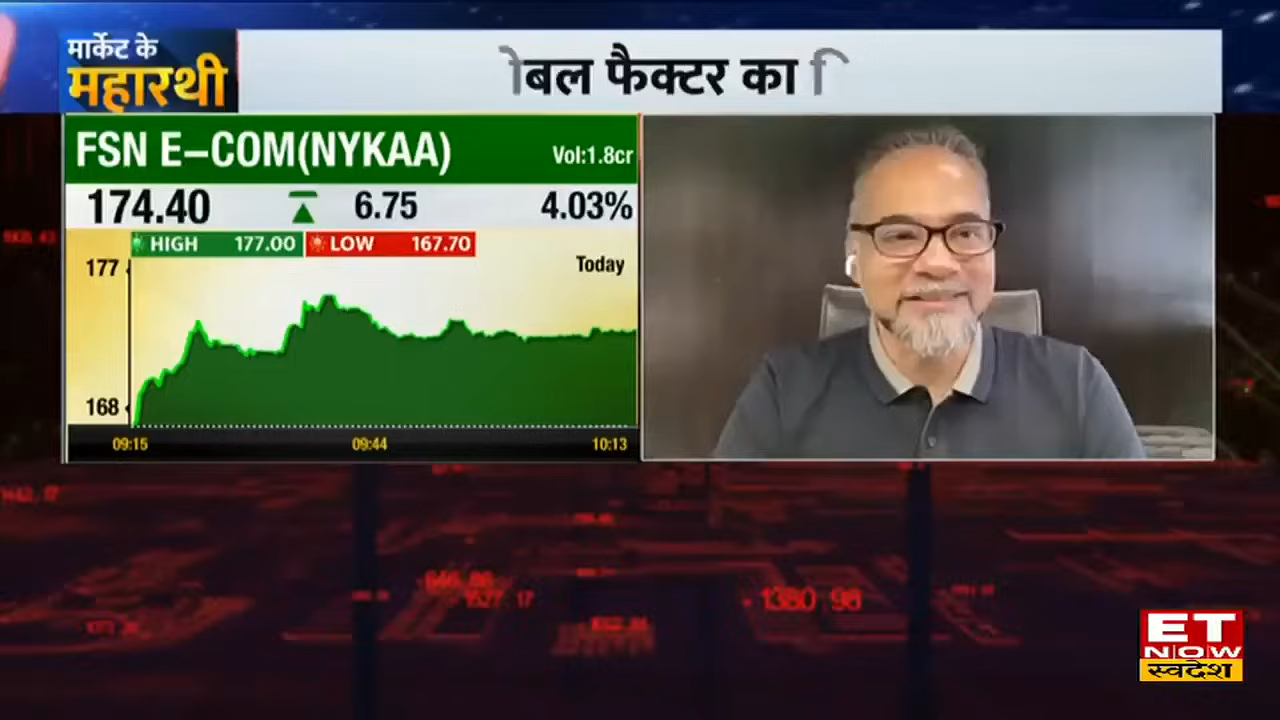 मार्केट के
महारथी
बल फैक्टर का
FSN E-COM(NYKAA) Vol:1.8cr
174.40 6.75 4.03%
HIGH 177.00 LOW 167.70
177 Today
168
09:15 09:44 10:13
1380 98
ET
NOW
स्वदेश